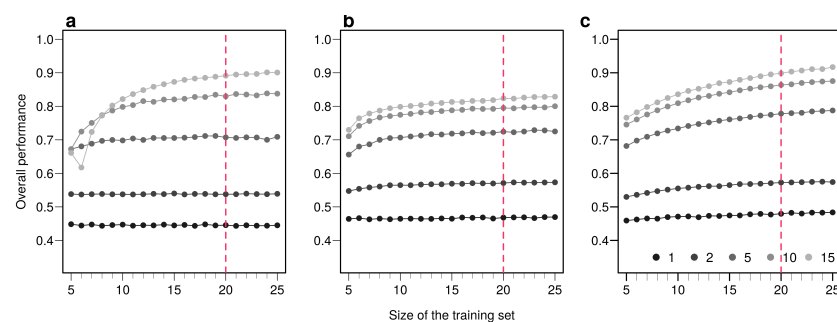 a b c
1.0 1.0 1.0
0.9 0.9 0.9
0.8 0.8 0.8
0.7 0.7 0.7
0.6 0.6 0.6
0.5 0.5 0.5
0.4 0.4 0.4
Overall performance
1 2 5 10 15
5 10 15 20 25 5 10 15 20 25 5 10 15 20 25
Size of the training set